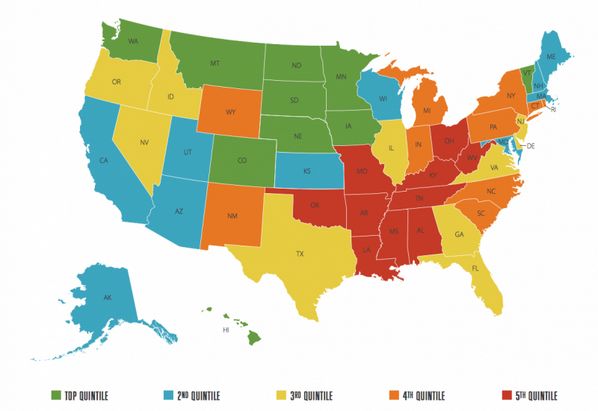 WA
MT
ND
MN
ME
VT
NH
OR
ID
SD
WI
NY
MA
CT
RI
WY
MI
IA
NE
PA
NJ
NV
UT
CO
IL
IN
OH
DE
CA
KS
MO
WV
VA
KY
NC
TN
AZ
NM
OK
AR
SC
MS
AL
GA
TX
LA
FL
AK
HI
TOP QUINTILE
2ND QUINTILE
3RD QUINTILE
4TH QUINTILE
5TH QUINTILE